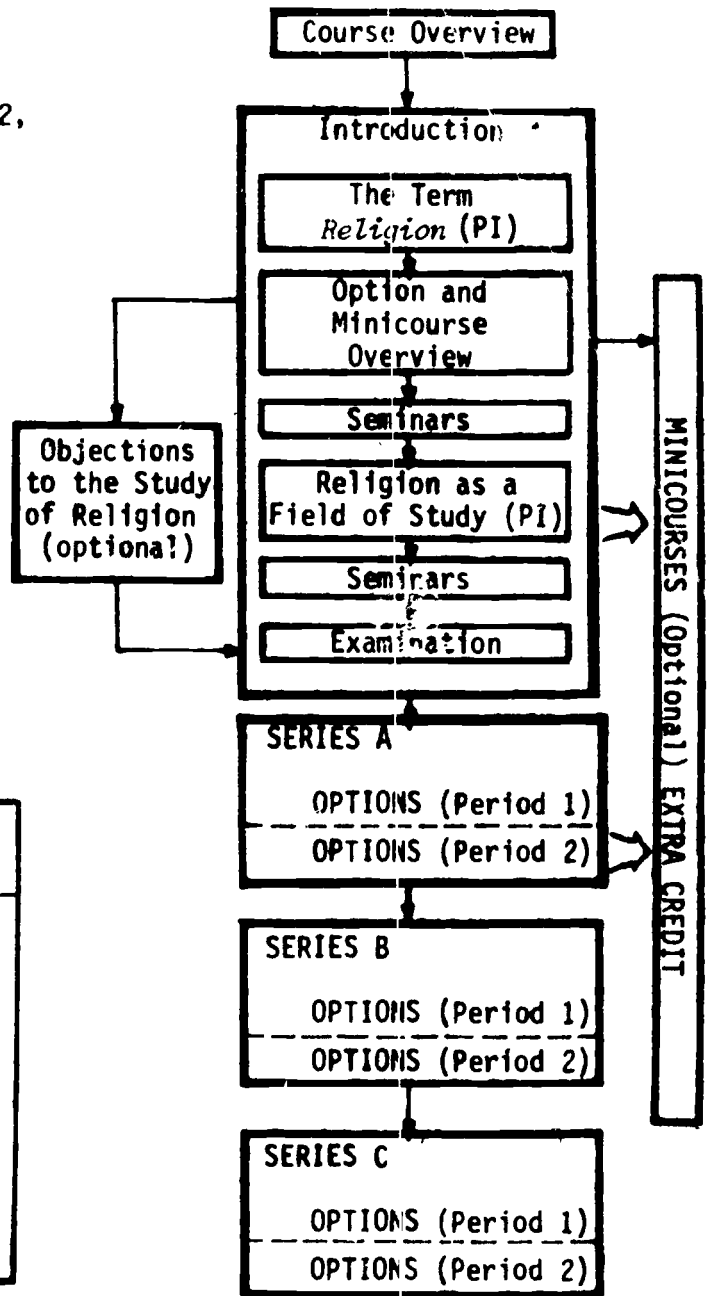 Course Overview
2,
Introduction
The Term
Religion (PI)
Option and
Minicourse
Overview
Seminars
Objections
to the Study
of Religion
(optional)
Religion as a
Field of Study (PI)
Seminars
Examination
MINICOURSES (Optional) EXTRA CREDIT
SERIES A
OPTIONS (Period 1)
OPTIONS (Period 2)
SERIES B
OPTIONS (Period 1)
OPTIONS (Period 2)
SERIES C
OPTIONS (Period 1)
OPTIONS (Period 2)